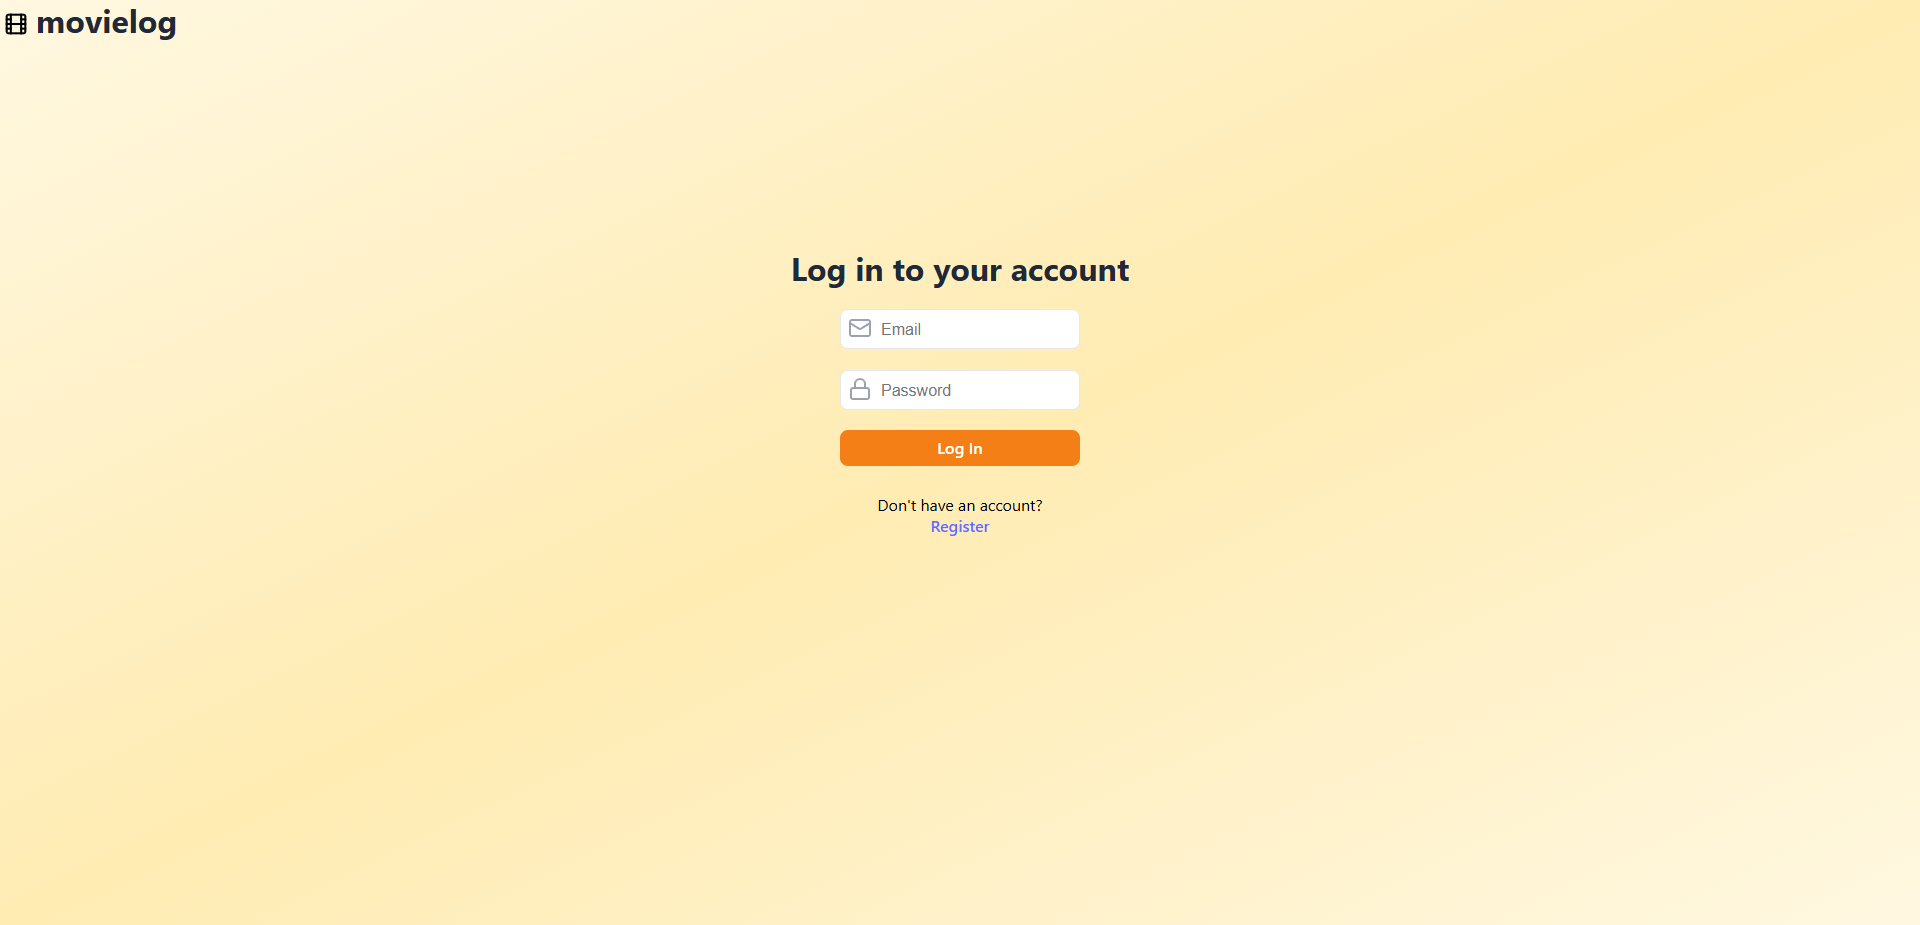 movielog
Log in to your account
Email
Password
Log In
Don't have an account?
Register